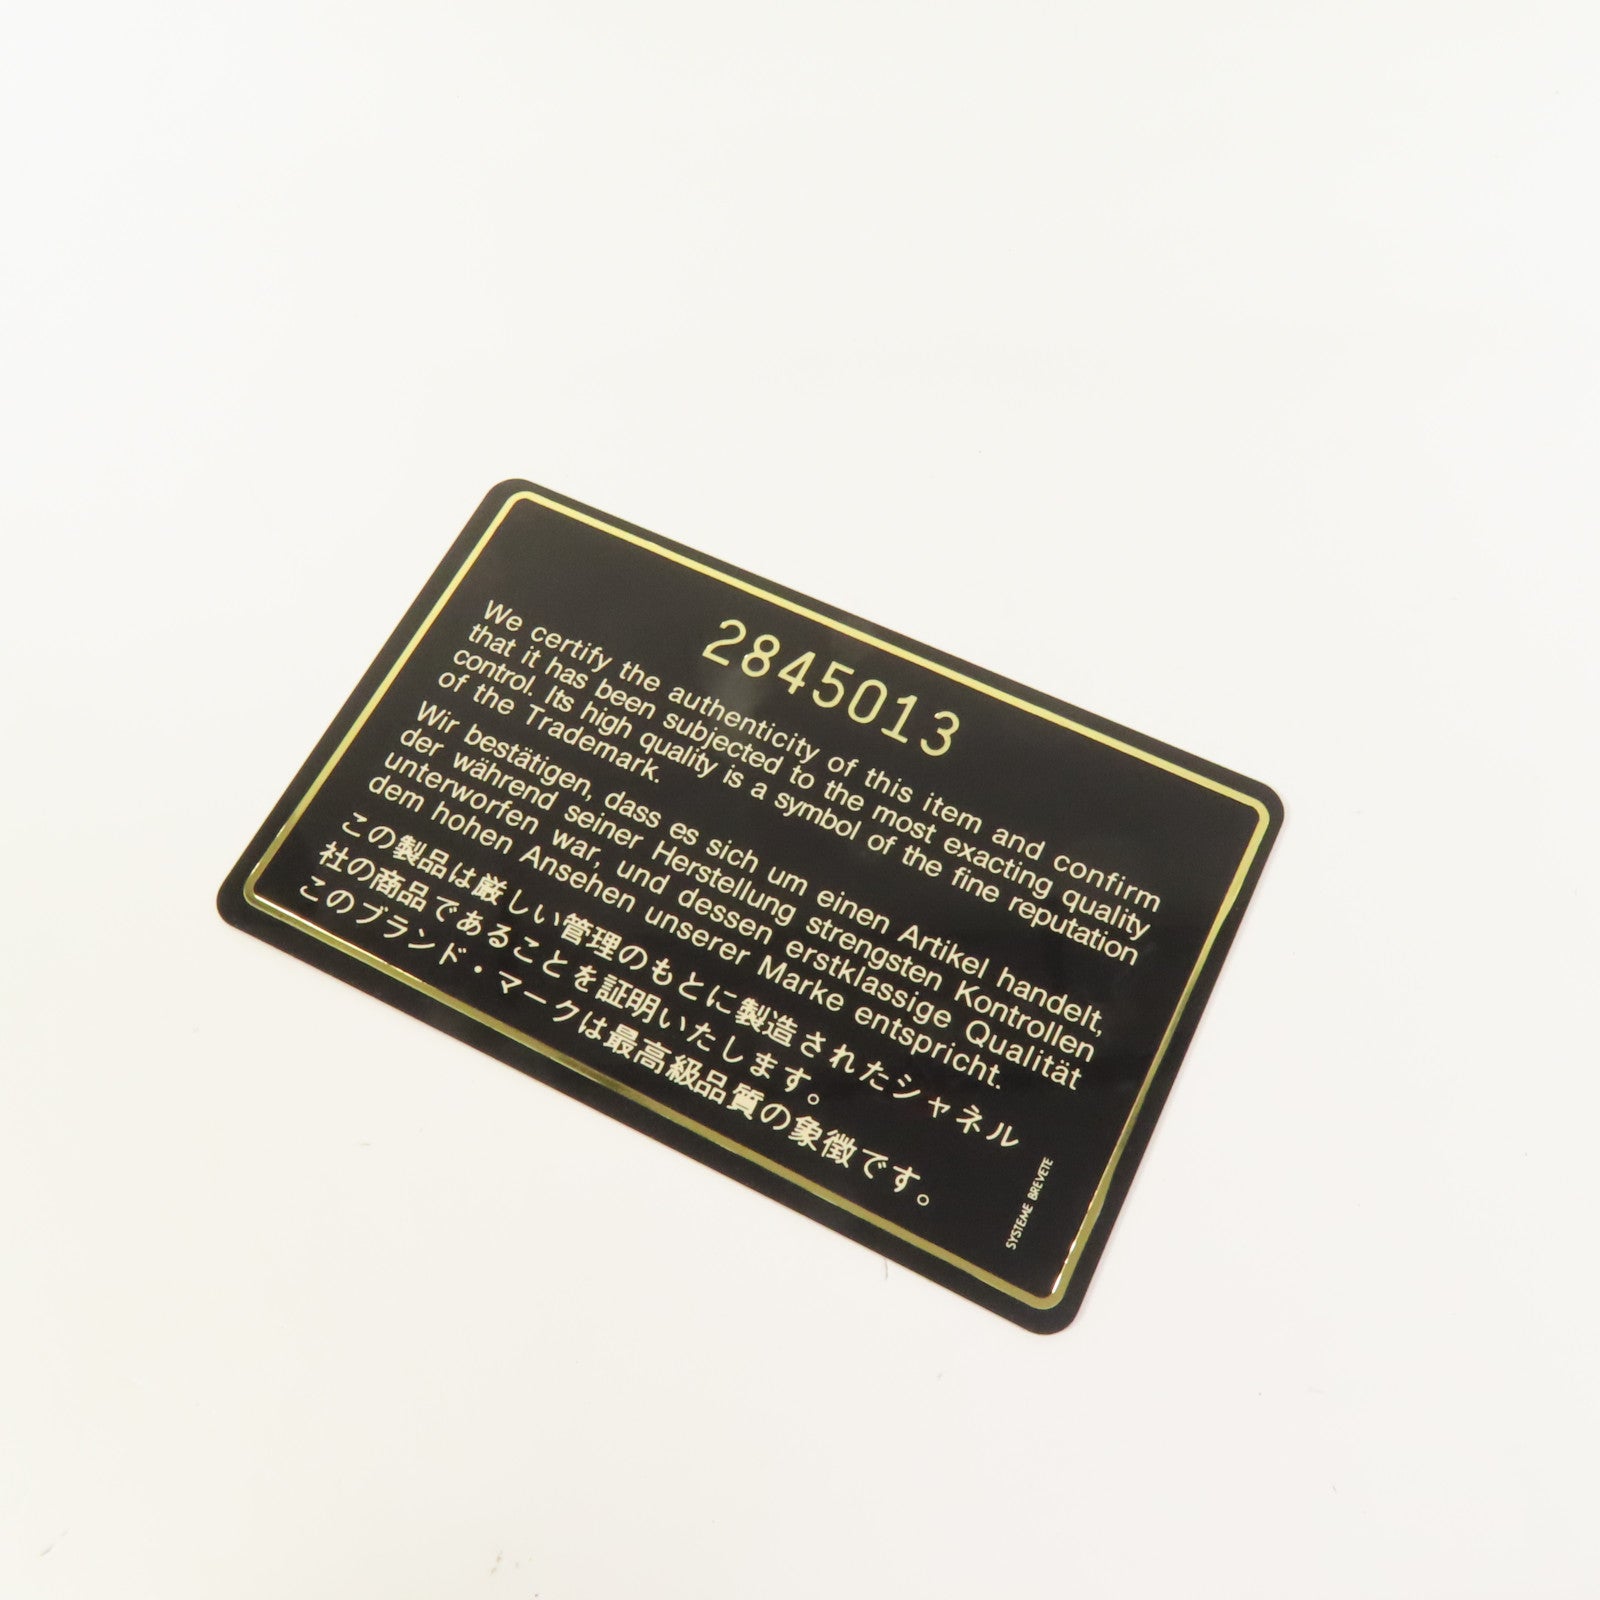 2845013
We certify the authenticity of this item and confirm
that it has been subjected to the most exacting quality
control. Its high quality is a symbol of the fine reputation
of the Trademark.
Wir bestätigen, dass es sich um einen Artikel handelt,
der während seiner Herstellung strengsten Kontrollen
unterworfen war, und dessen erstklassige Qualität
dem hohen Ansehen unserer Marke entspricht.
この製品は厳しい管理のもとに製造されたシャネル
社の商品であることを証明いたします。
このブランド・マークは最高級品質の象徴です。
SYSTEME BREVETE